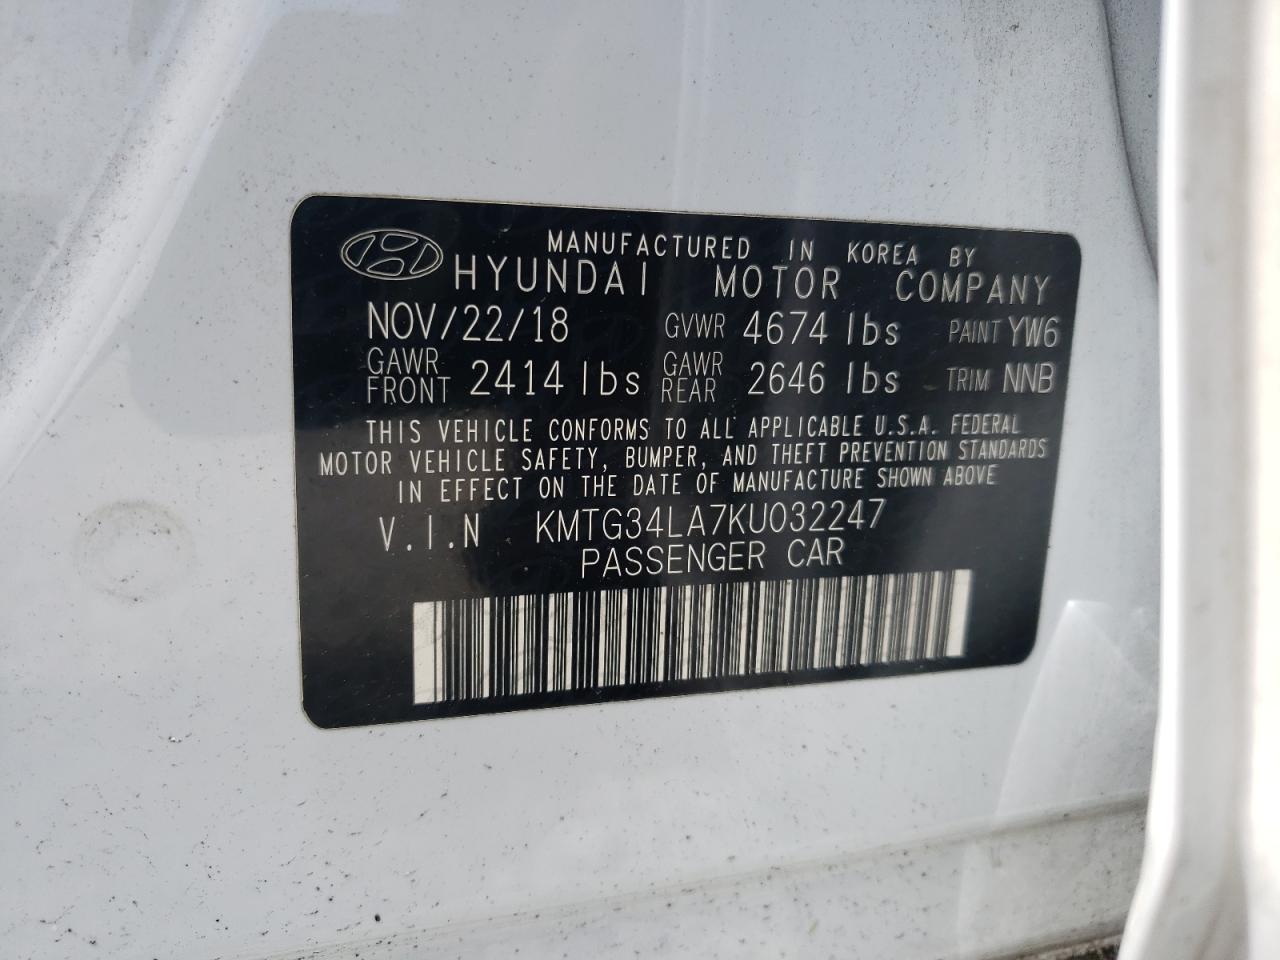 MANUFACTURED IN KOREA BY
HYUNDAI MOTOR COMPANY
NOV/22/18 GVWR 4674 lbs PAINT YW6
GAWR FRONT 2414 lbs GAWR REAR 2646 lbs TRIM NNB
THIS VEHICLE CONFORMS TO ALL APPLICABLE U.S.A. FEDERAL
MOTOR VEHICLE SAFETY, BUMPER, AND THEFT PREVENTION STANDARDS
IN EFFECT ON THE DATE OF MANUFACTURE SHOWN ABOVE
V.I.N KMTG34LA7KU032247
PASSENGER CAR